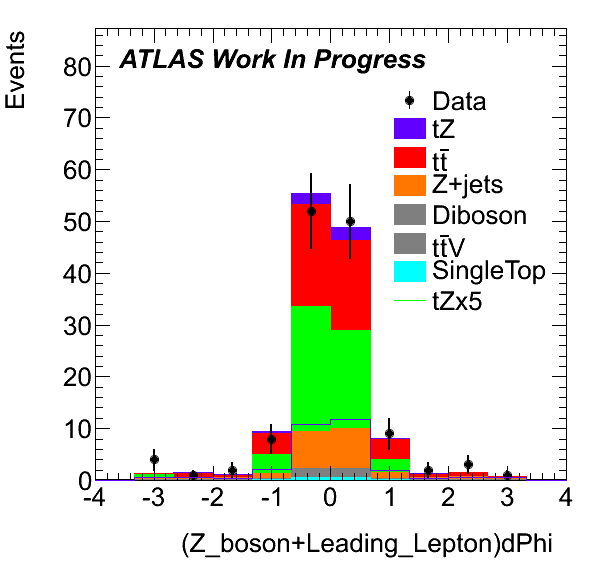 ATLAS Work In Progress
Events
80
70
60
50
40
30
20
10
0
Data
tZ
tt̄
Z+jets
Diboson
tt̄V
SingleTop
tZx5
-4 -3 -2 -1 0 1 2 3 4
(Z_boson+Leading_Lepton)dPhi